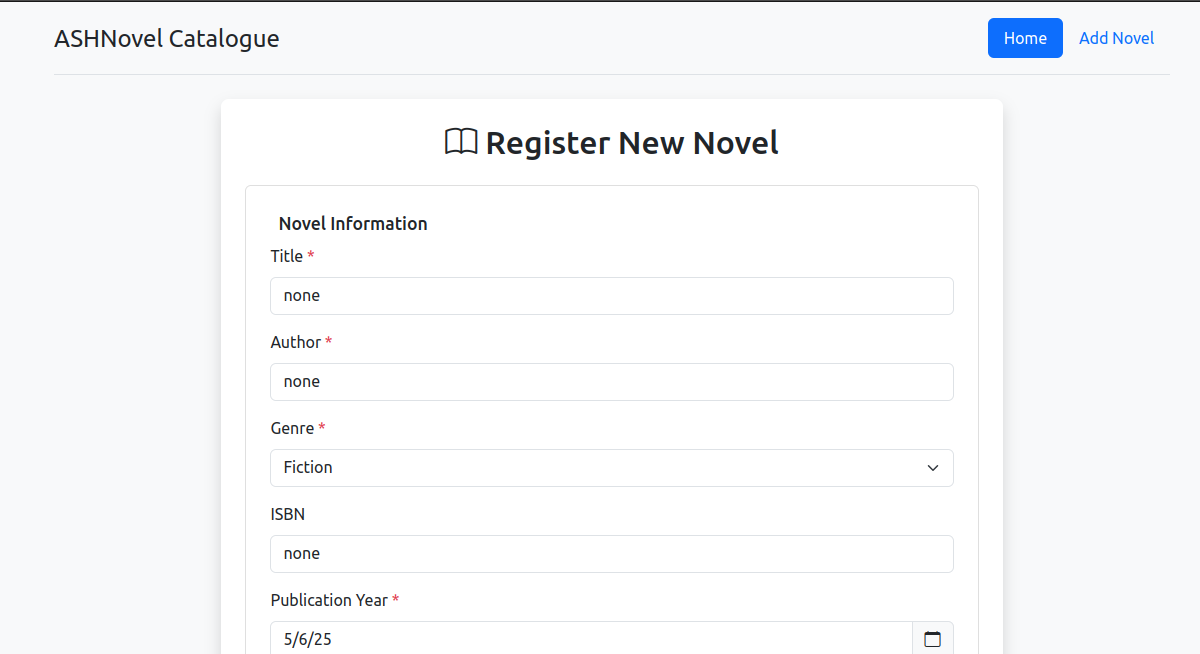 ASHNovel Catalogue
Home
Add Novel
Register New Novel
Novel Information
Title *
none
Author *
none
Genre *
Fiction
ISBN
none
Publication Year *
5/6/25